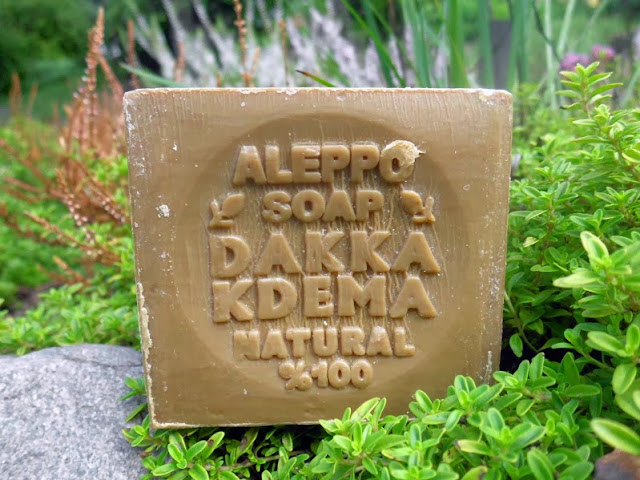 ALEPPO
SOAP
DAKKA
KDEMA
NATURAL
%100